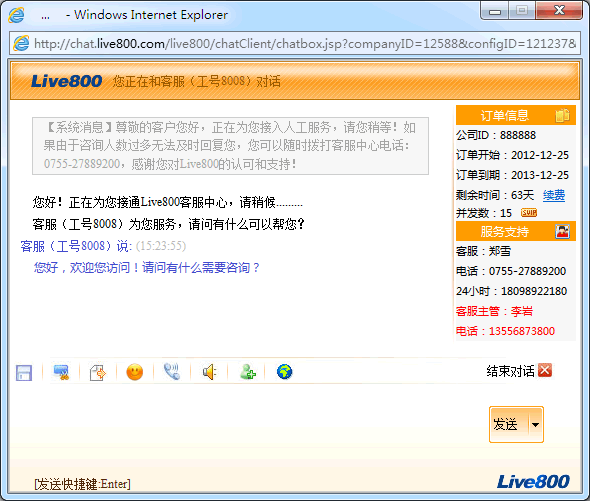 ... - Windows Internet Explorer
http://chat.live800.com/live800/chatClient/chatbox.jsp?companyID=12588&configID=121237&
Live800 您正在和客服（工号8008）对话
【系统消息】尊敬的客户您好，正在为您接入人工服务，请您稍等！如
果由于咨询人数过多无法及时回复您，您可以随时拨打客服中心电话：
0755-27889200，感谢您对Live800的认可和支持！
您好！正在为您接通Live800客服中心，请稍侯.........
客服（工号8008）为您服务，请问有什么可以帮您？
客服（工号8008）说: (15:23:55)
您好，欢迎您访问！请问有什么需要咨询？
订单信息
公司ID：888888
订单开始：2012-12-25
订单到期：2013-12-25
剩余时间：63天 续费
并发数：15
服务支持
客服：郑雪
电话：0755-27889200
24小时：18098922180
客服主管：李岩
电话：13556873800
结束对话
发送
[发送快捷键:Enter]
Live800